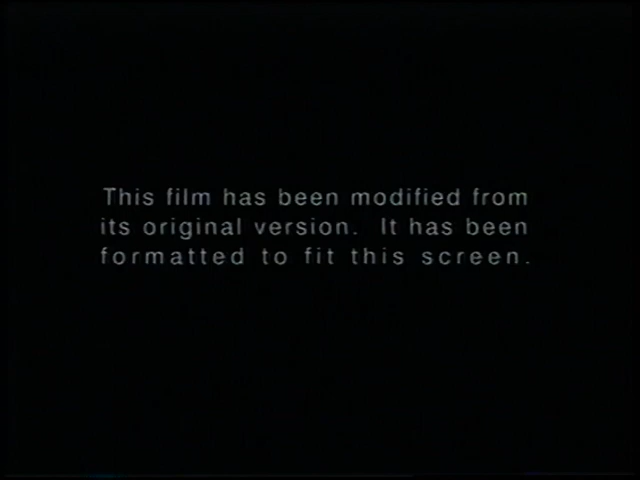 This film has been modified from
its original version. It has been
formatted to fit this screen.